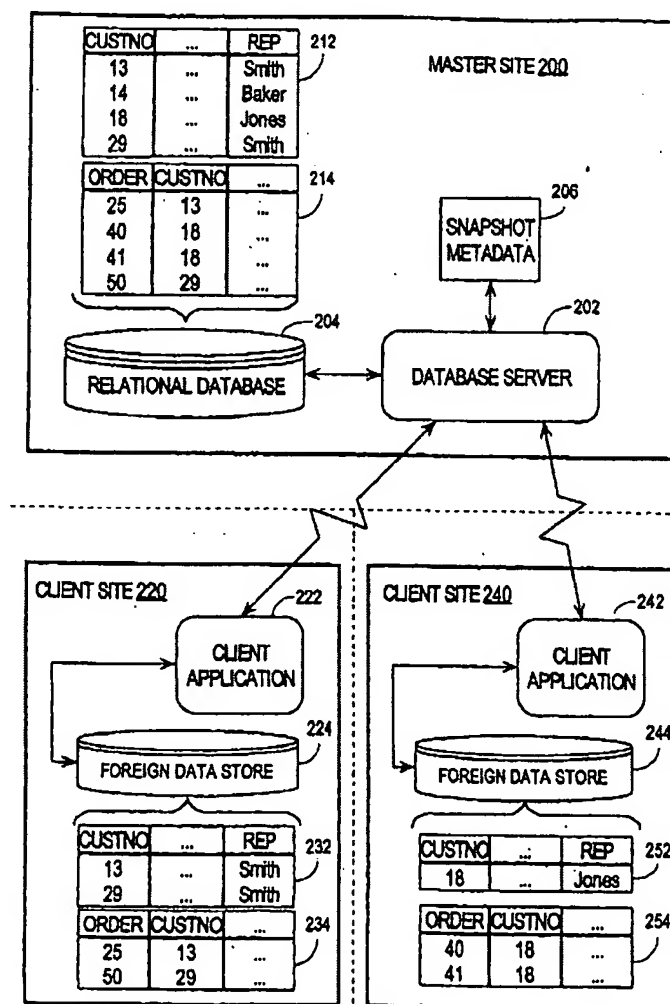 CUSTNO ... REP 212
13 ... Smith
14 ... Baker
18 ... Jones
29 ... Smith
MASTER SITE 200
ORDER CUSTNO ... 214
25 13 ...
40 18 ...
41 18 ...
50 29 ...
206
SNAPSHOT
METADATA
204
RELATIONAL DATABASE
202
DATABASE SERVER
CLIENT SITE 220
222
CLIENT
APPLICATION
224
FOREIGN DATA STORE
CUSTNO ... REP 232
13 ... Smith
29 ... Smith
ORDER CUSTNO ... 234
25 13 ...
50 29 ...
CLIENT SITE 240
242
CLIENT
APPLICATION
244
FOREIGN DATA STORE
CUSTNO ... REP 252
18 ... Jones
ORDER CUSTNO ... 254
40 18 ...
41 18 ...